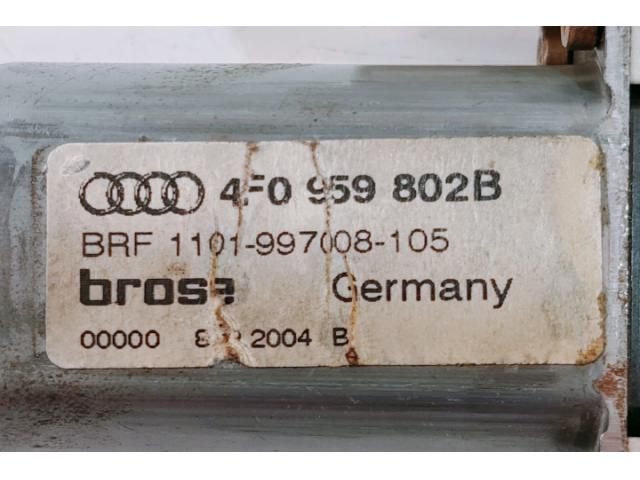 4F0 959 802B
BRF 1101-997008-105
brose Germany
00000 2004 B
A